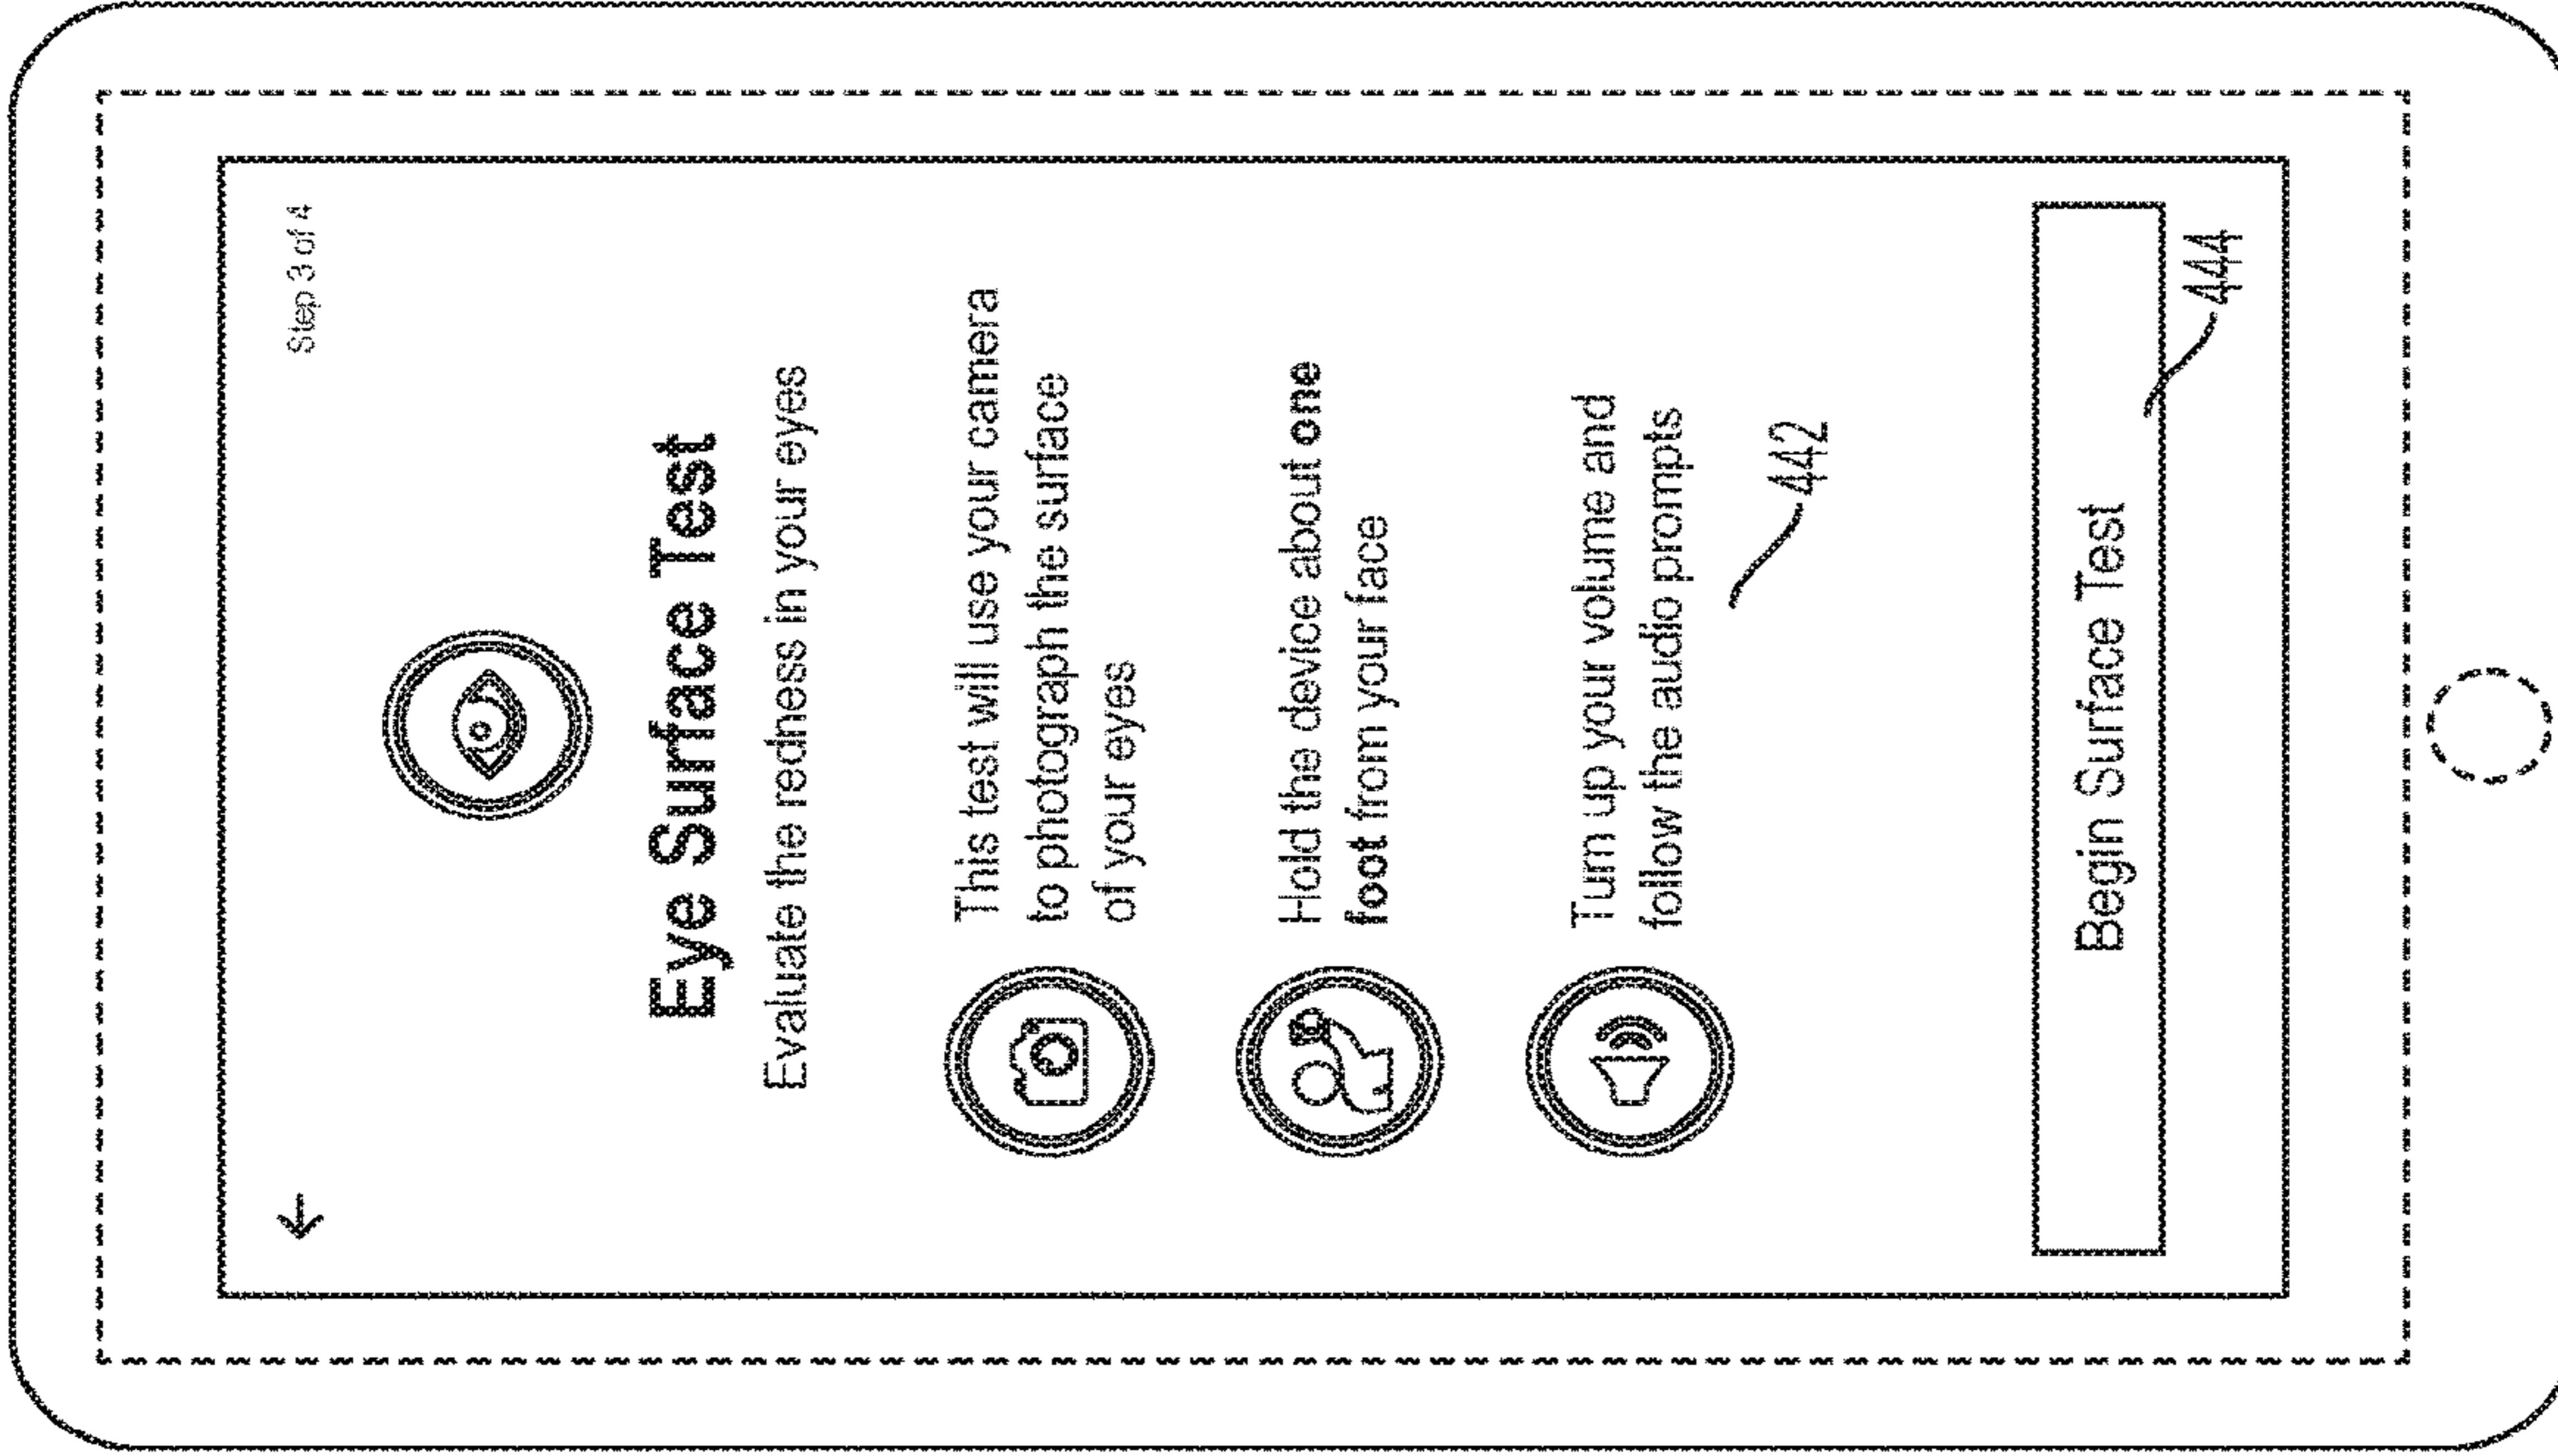 Step 3 of 4
Eye Surface Test
Evaluate the redness in your eyes
This test will use your camera
to photograph the surface
of your eyes
Hold the device about one
foot from your face
Turn up your volume and
follow the audio prompts
442
Begin Surface Test
444